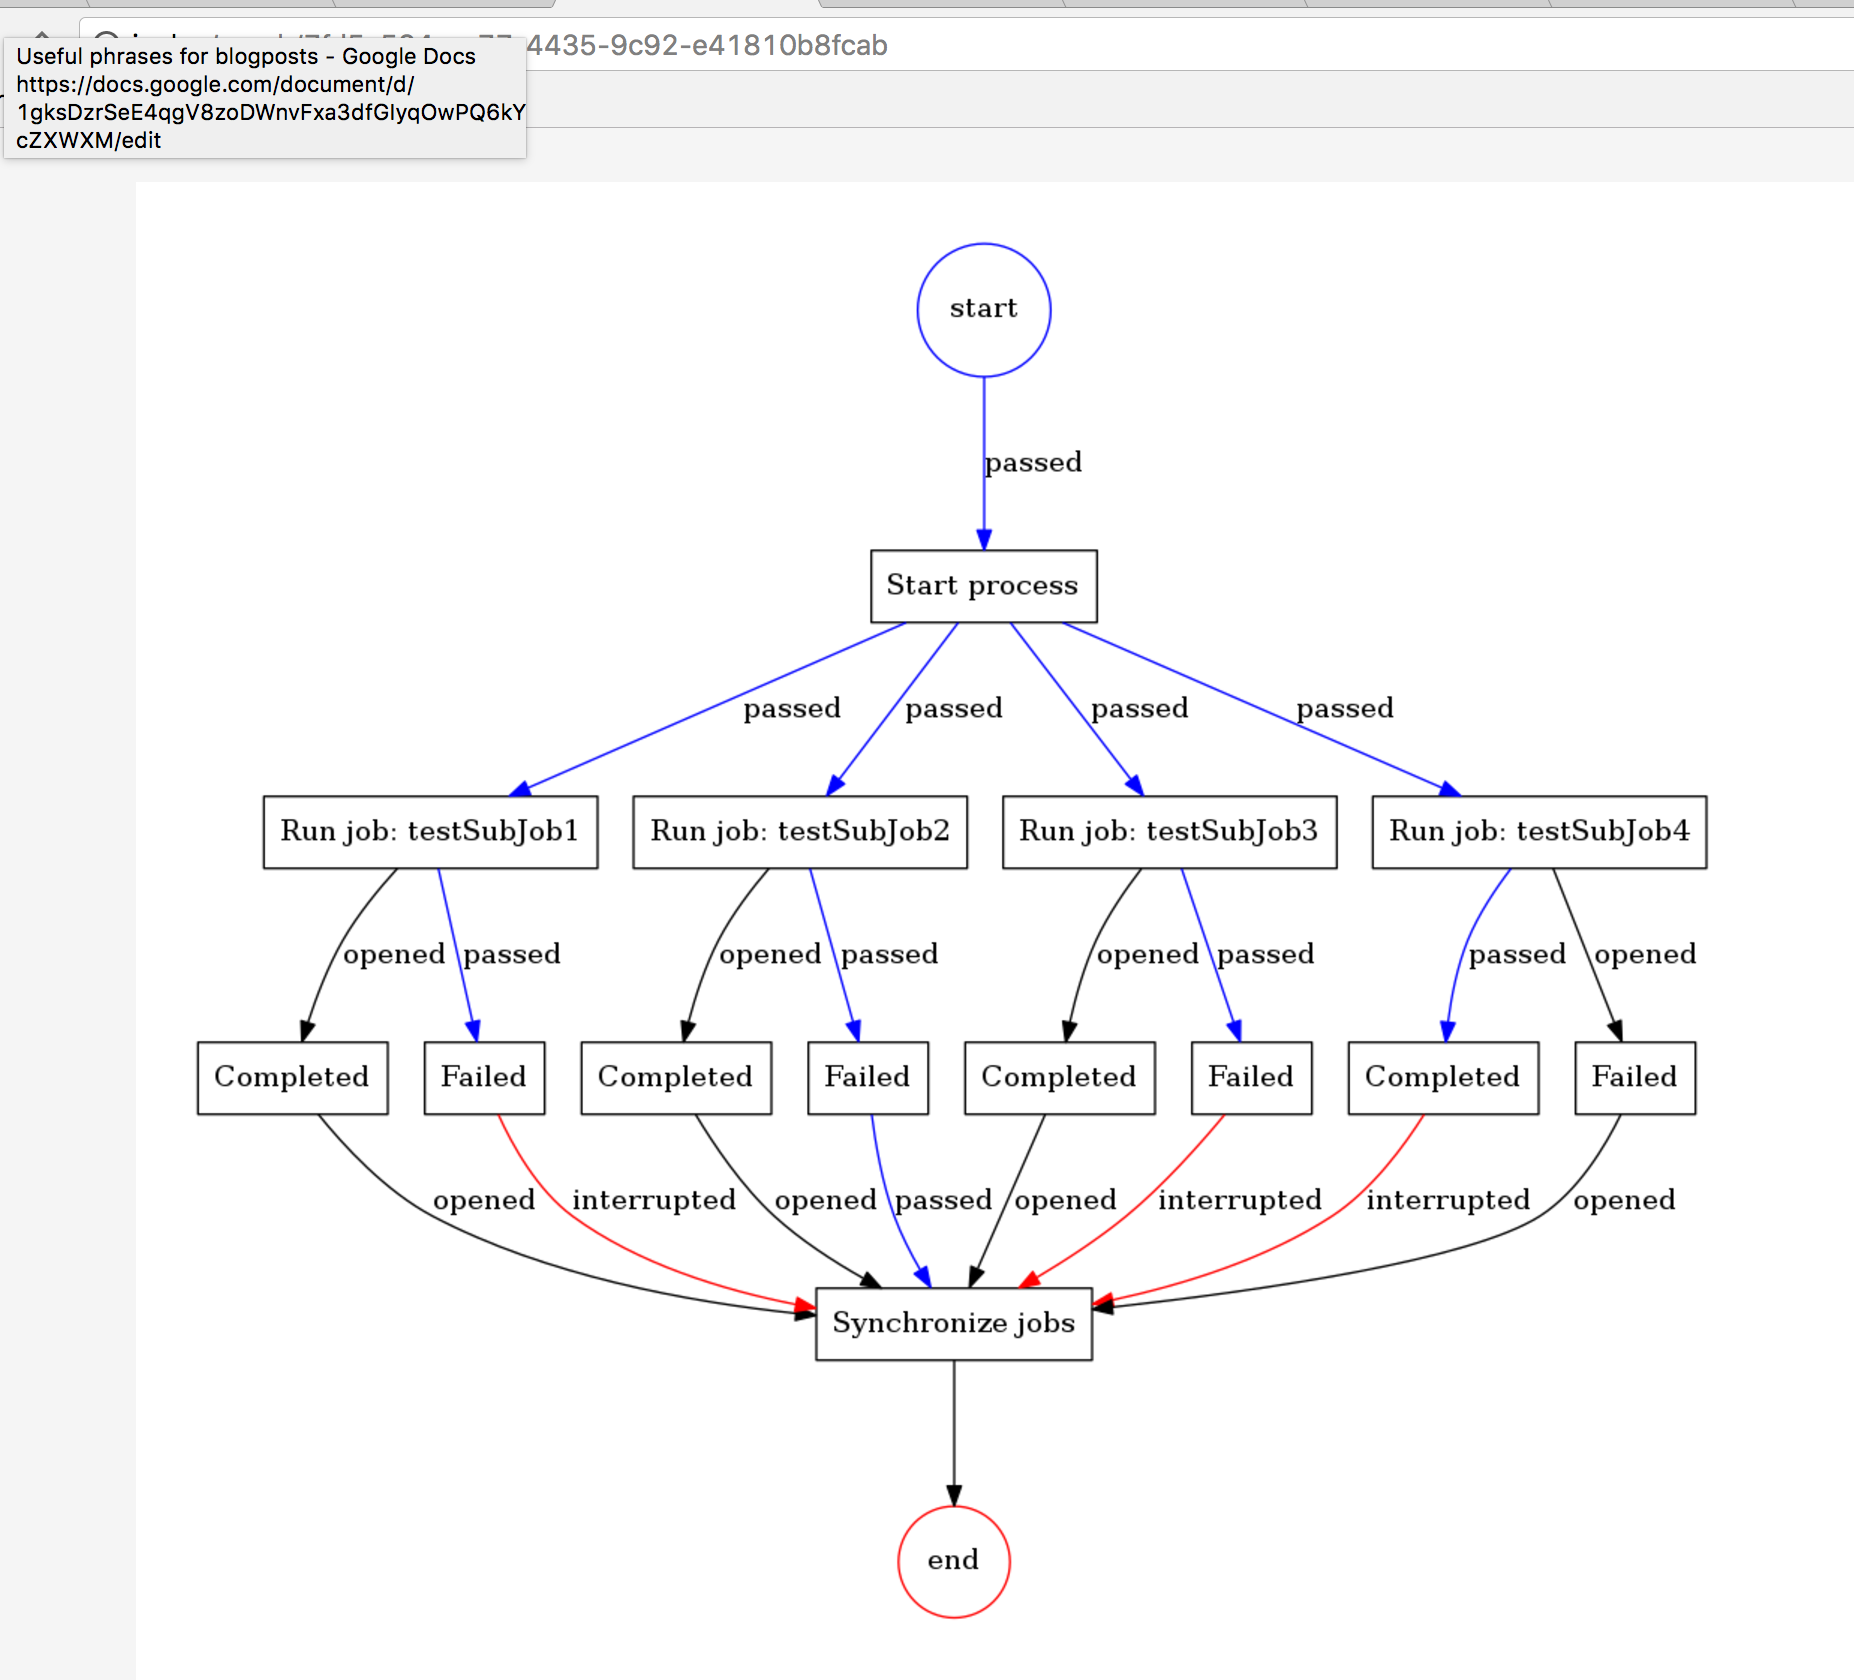 4435-9c92-e41810b8fcab
Useful phrases for blogposts - Google Docs
https://docs.google.com/document/d/
1gksDzrSeE4qgV8zoDWnvFxa3dfGlyqOwPQ6kY
cZXWXM/edit
start
passed
Start process
passed passed passed passed
Run job: testSubJob1 Run job: testSubJob2 Run job: testSubJob3 Run job: testSubJob4
opened passed opened passed opened passed passed opened
Completed Failed Completed Failed Completed Failed Completed Failed
opened interrupted opened passed opened interrupted interrupted opened
Synchronize jobs
end